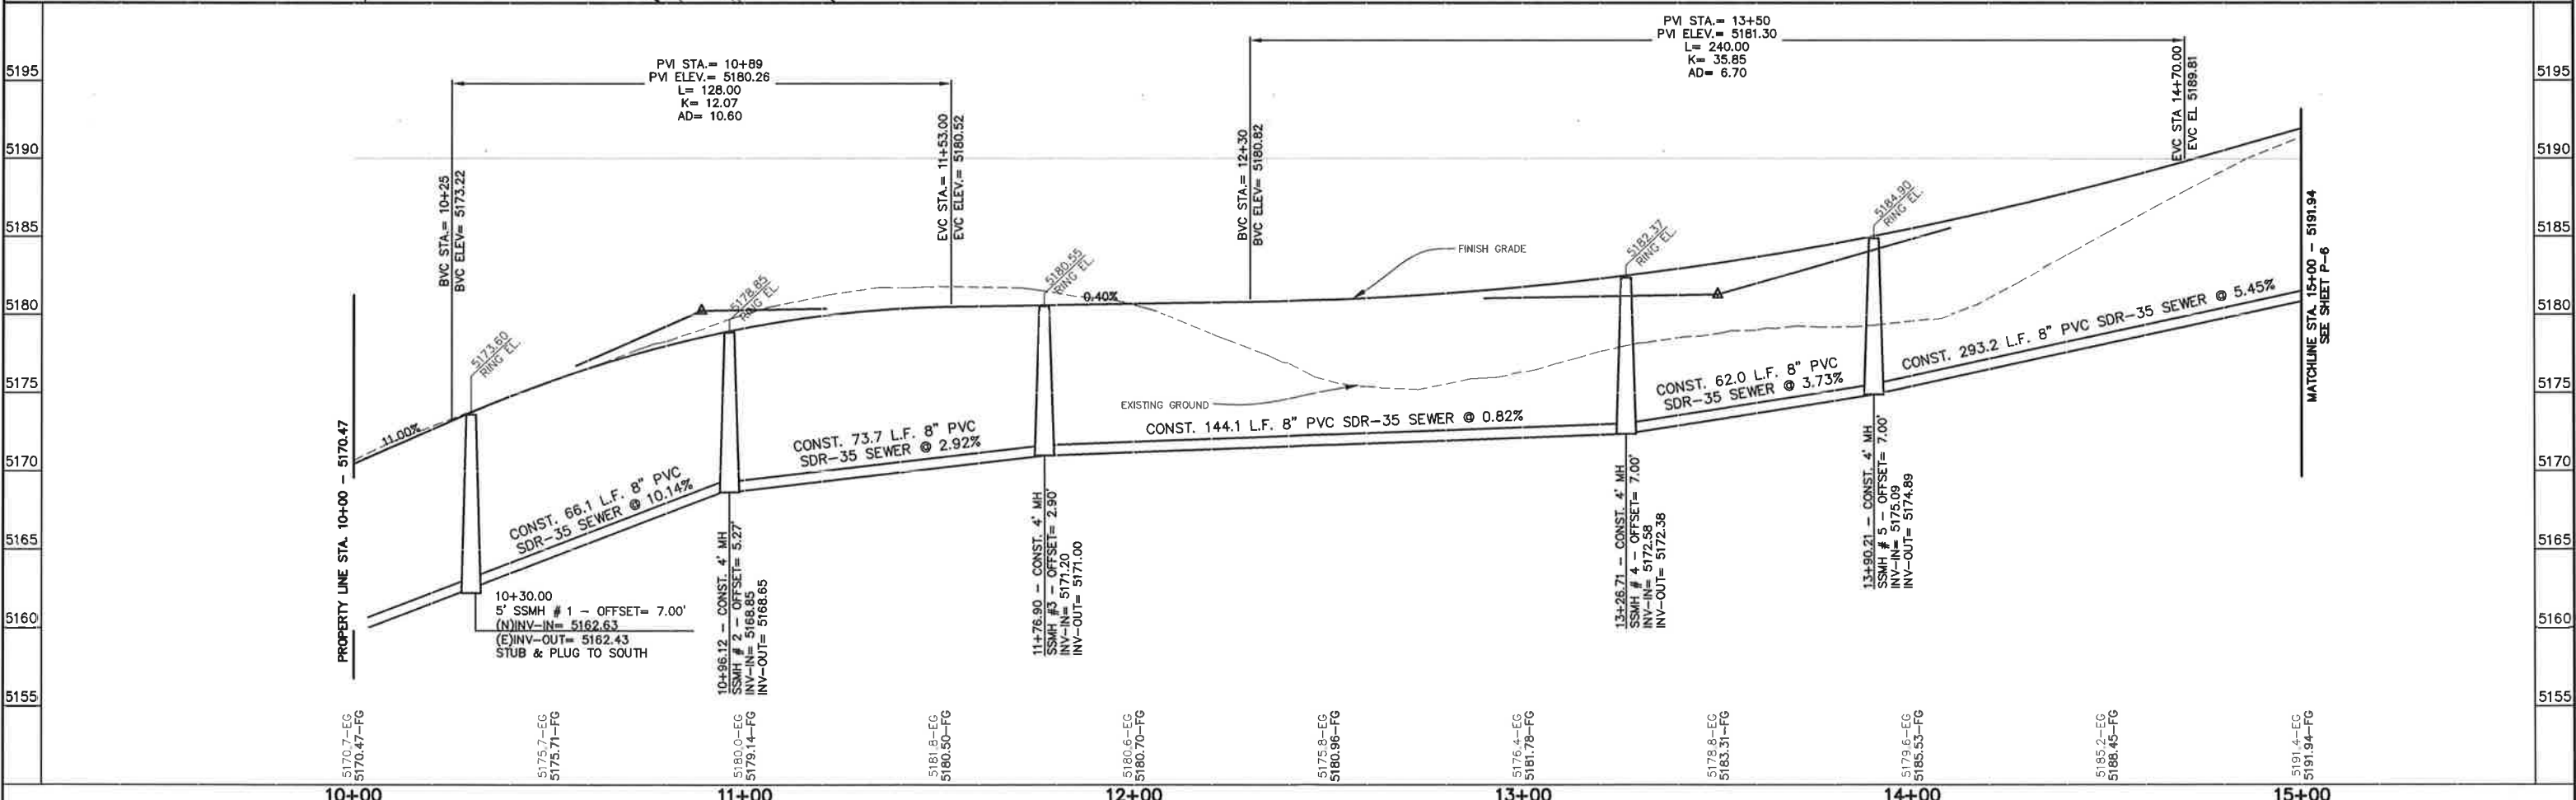 PVI STA.= 10+89
PVI ELEV.= 5180.26
L= 128.00
K= 12.07
AD= 10.60
PVI STA.= 13+50
PVI ELEV.= 5181.30
L= 240.00
K= 35.85
AD= 6.70
5195
5190
5185
5180
5175
5170
5165
5160
5155
5195
5190
5185
5180
5175
5170
5165
5160
5155
PROPERTY LINE STA. 10+00 - 5170.47
BVC STA.= 10+25
BVC ELEV= 5173.22
11.00%
5173.60
RING EL.
5178.85
RING EL.
EVC STA.= 11+53.00
EVC ELEV.= 5180.52
5180.55
RING EL.
0.40%
BVC STA.= 12+30
BVC ELEV= 5180.82
FINISH GRADE
EXISTING GROUND
5182.37
RING EL.
5184.90
RING EL.
EVC STA 14+70.00
EVC EL 5189.81
MATCHLINE STA. 15+00 - 5191.94
SEE SHEET P-6
CONST. 66.1 L.F. 8" PVC
SDR-35 SEWER @ 10.14%
CONST. 73.7 L.F. 8" PVC
SDR-35 SEWER @ 2.92%
CONST. 144.1 L.F. 8" PVC SDR-35 SEWER @ 0.82%
CONST. 62.0 L.F. 8" PVC
SDR-35 SEWER @ 3.73%
CONST. 293.2 L.F. 8" PVC SDR-35 SEWER @ 5.45%
10+30.00
5' SSMH # 1 - OFFSET= 7.00'
(N)INV-IN= 5162.63
(E)INV-OUT= 5162.43
STUB & PLUG TO SOUTH
10+96.12 - CONST. 4' MH
SSMH # 2 - OFFSET= 5.27'
INV-IN= 5168.85
INV-OUT= 5168.65
11+76.90 - CONST. 4' MH
SSMH #3 - OFFSET= 2.90'
INV-IN= 5171.20
INV-OUT= 5171.00
13+26.71 - CONST. 4' MH
SSMH # 4 - OFFSET= 7.00'
INV-IN= 5172.58
INV-OUT= 5172.38
13+90.21 - CONST. 4' MH
SSMH # 5 - OFFSET= 7.00'
INV-IN= 5175.09
INV-OUT= 5174.89
5170.7-EG
5170.47-FG
5175.7-EG
5175.71-FG
5180.0-EG
5179.14-FG
5181.8-EG
5180.50-FG
5180.6-EG
5180.70-FG
5175.8-EG
5180.96-FG
5176.4-EG
5181.78-FG
5178.8-EG
5183.31-FG
5179.6-EG
5185.53-FG
5185.2-EG
5188.45-FG
5191.4-EG
5191.94-FG
10+00
11+00
12+00
13+00
14+00
15+00